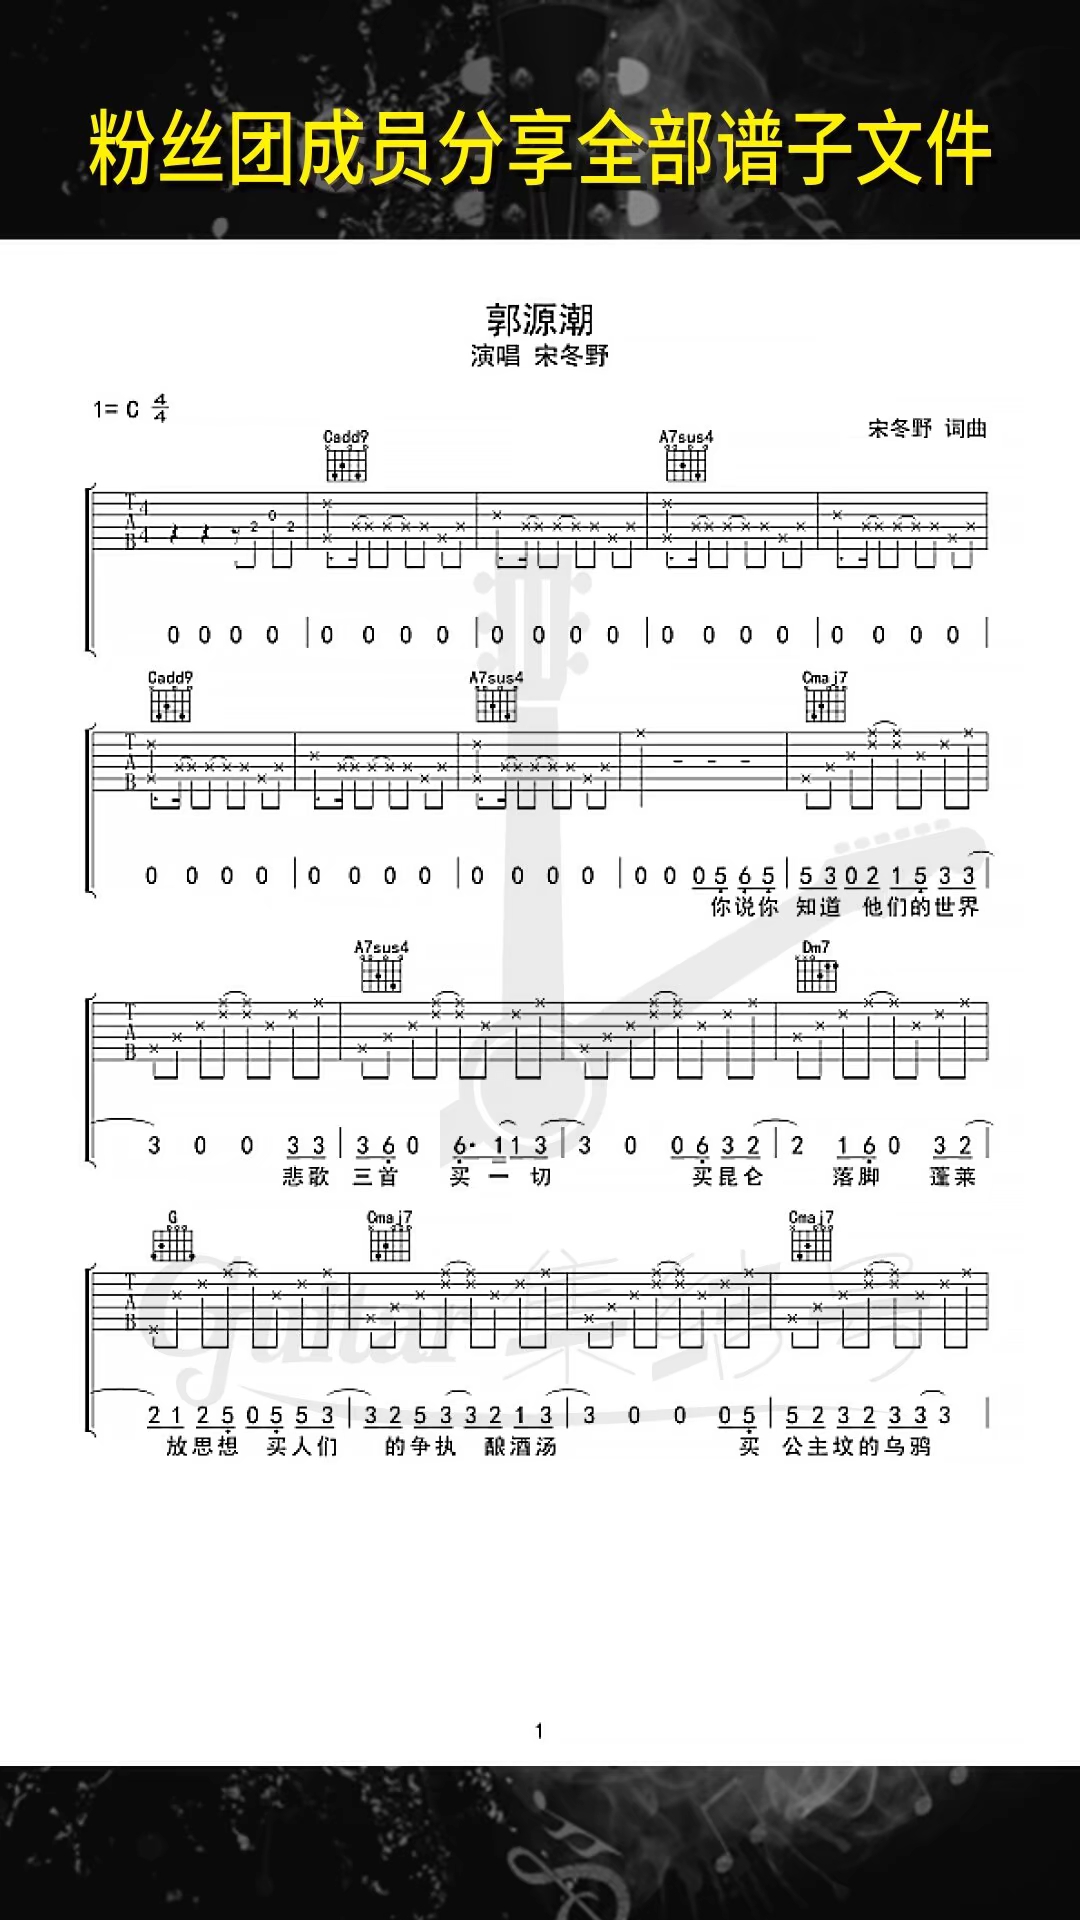 粉丝团成员分享全部谱子文件
郭源潮
演唱 宋冬野
1= C 4/4
宋冬野 词曲
Cadd9 A7sus4
T A B 4 4 2 0 2
0 0 0 0 0 0 0 0 0 0 0 0 0 0 0 0 0 0 0 0
Cadd9 A7sus4 Cmaj7
T A B
0 0 0 0 0 0 0 0 0 0 0 0 0 0 0 5 6 5 5 3 0 2 1 5 3 3
你说你 知道 他们的世界
A7sus4 Dm7
T A B
3 0 0 3 3 3 6 0 6· 1 1 3 3 0 0 6 3 2 2 1 6 0 3 2
悲歌 三首 买 一 切 买昆仑 落脚 蓬莱
G Cmaj7 Cmaj7
T A B
2 1 2 5 0 5 5 3 3 2 5 3 3 2 1 3 3 0 0 0 5 5 2 3 2 3 3 3
放思想 买人们 的争执 酿酒汤 买 公主坟的乌鸦
Guitar 集结号
1